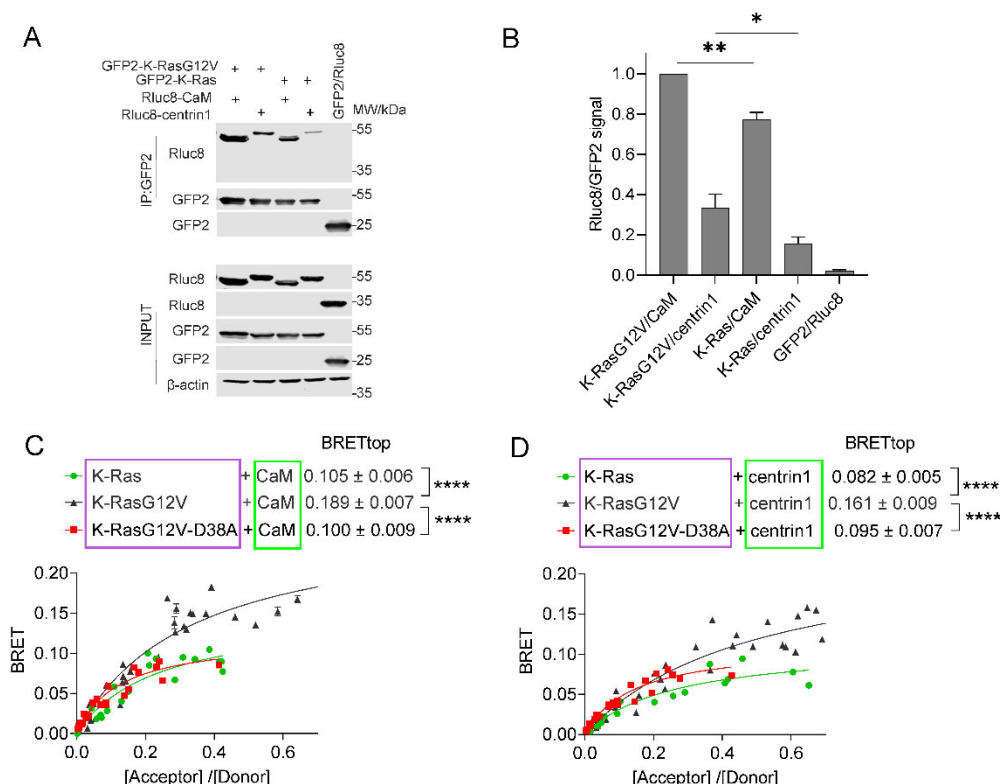 A
GFP2-K-RasG12V + +
GFP2-K-Ras + +
Rluc8-CaM + +
Rluc8-centrin1 + +
GFP2/Rluc8
MW/kDa
IP:GFP2
Rluc8
-55
-35
GFP2
-55
GFP2
-25
INPUT
Rluc8
-55
Rluc8
-35
GFP2
-55
GFP2
-25
β-actin
-35
B
*
**
Rluc8/GFP2 signal
1.0
0.8
0.6
0.4
0.2
0.0
K-RasG12V/CaM
K-RasG12V/centrin1
K-Ras/CaM
K-Ras/centrin1
GFP2/Rluc8
C
BRETtop
K-Ras + CaM 0.105 ± 0.006
K-RasG12V + CaM 0.189 ± 0.007
K-RasG12V-D38A + CaM 0.100 ± 0.009
****
****
BRET
0.20
0.15
0.10
0.05
0.00
0.0 0.2 0.4 0.6
[Acceptor] /[Donor]
D
BRETtop
K-Ras + centrin1 0.082 ± 0.005
K-RasG12V + centrin1 0.161 ± 0.009
K-RasG12V-D38A + centrin1 0.095 ± 0.007
****
****
BRET
0.20
0.15
0.10
0.05
0.00
0.0 0.2 0.4 0.6
[Acceptor] /[Donor]